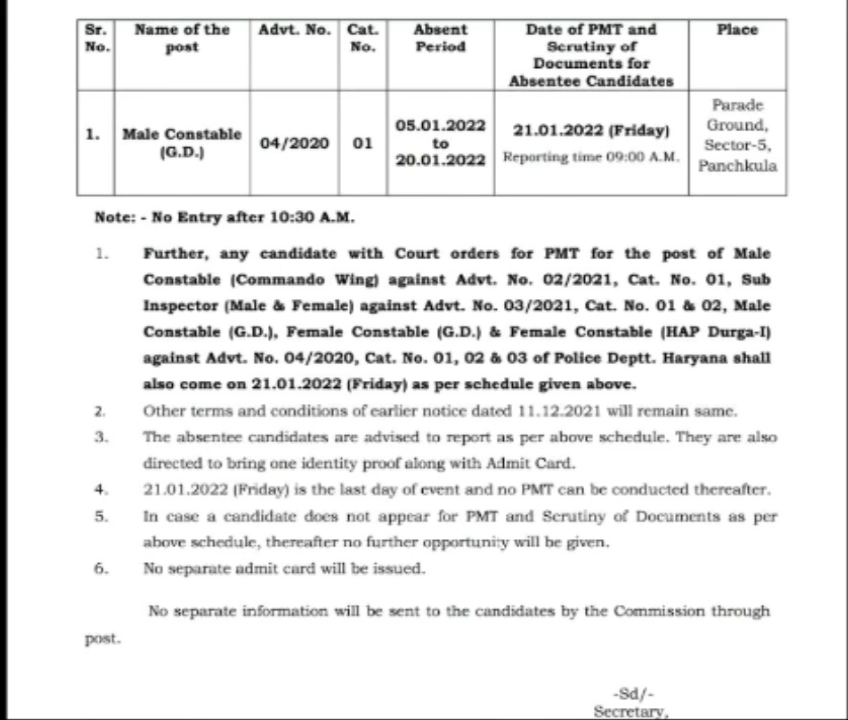 Sr. No. Name of the post Advt. No. Cat. No. Absent Period Date of PMT and Scrutiny of Documents for Absentee Candidates Place
1. Male Constable (G.D.) 04/2020 01 05.01.2022 to 20.01.2022 21.01.2022 (Friday) Reporting time 09:00 A.M. Parade Ground, Sector-5, Panchkula
Note: - No Entry after 10:30 A.M.
1. Further, any candidate with Court orders for PMT for the post of Male
Constable (Commando Wing) against Advt. No. 02/2021, Cat. No. 01, Sub
Inspector (Male & Female) against Advt. No. 03/2021, Cat. No. 01 & 02, Male
Constable (G.D.), Female Constable (G.D.) & Female Constable (HAP Durga-I)
against Advt. No. 04/2020, Cat. No. 01, 02 & 03 of Police Deptt. Haryana shall
also come on 21.01.2022 (Friday) as per schedule given above.
2. Other terms and conditions of earlier notice dated 11.12.2021 will remain same.
3. The absentee candidates are advised to report as per above schedule. They are also
directed to bring one identity proof along with Admit Card.
4. 21.01.2022 (Friday) is the last day of event and no PMT can be conducted thereafter.
5. In case a candidate does not appear for PMT and Scrutiny of Documents as per
above schedule, thereafter no further opportunity will be given.
6. No separate admit card will be issued.
No separate information will be sent to the candidates by the Commission through
post.
-Sd/-
Secretary,